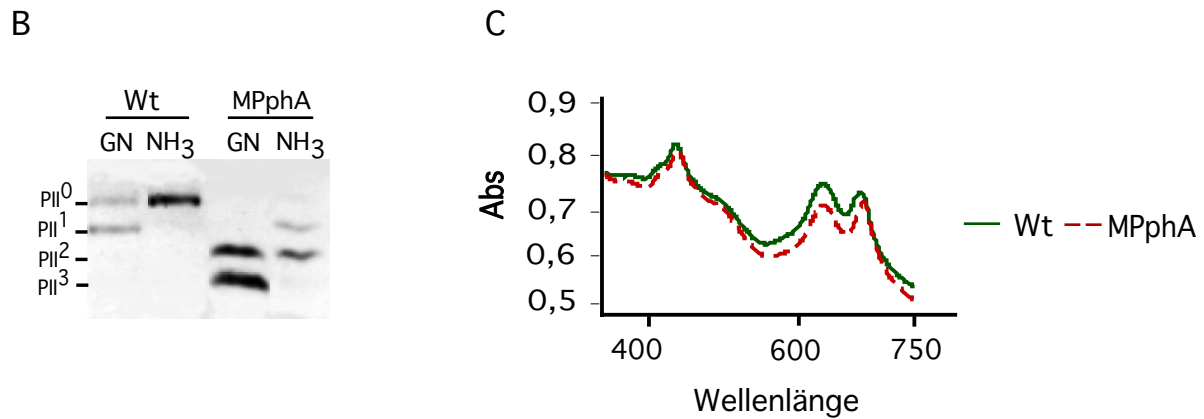 B
Wt MPphA
GN NH3 GN NH3
PII0
PII1
PII2
PII3
C
0,9
0,8
0,7
0,6
0,5
Abs
400 600 750
Wellenlänge
Wt MPphA